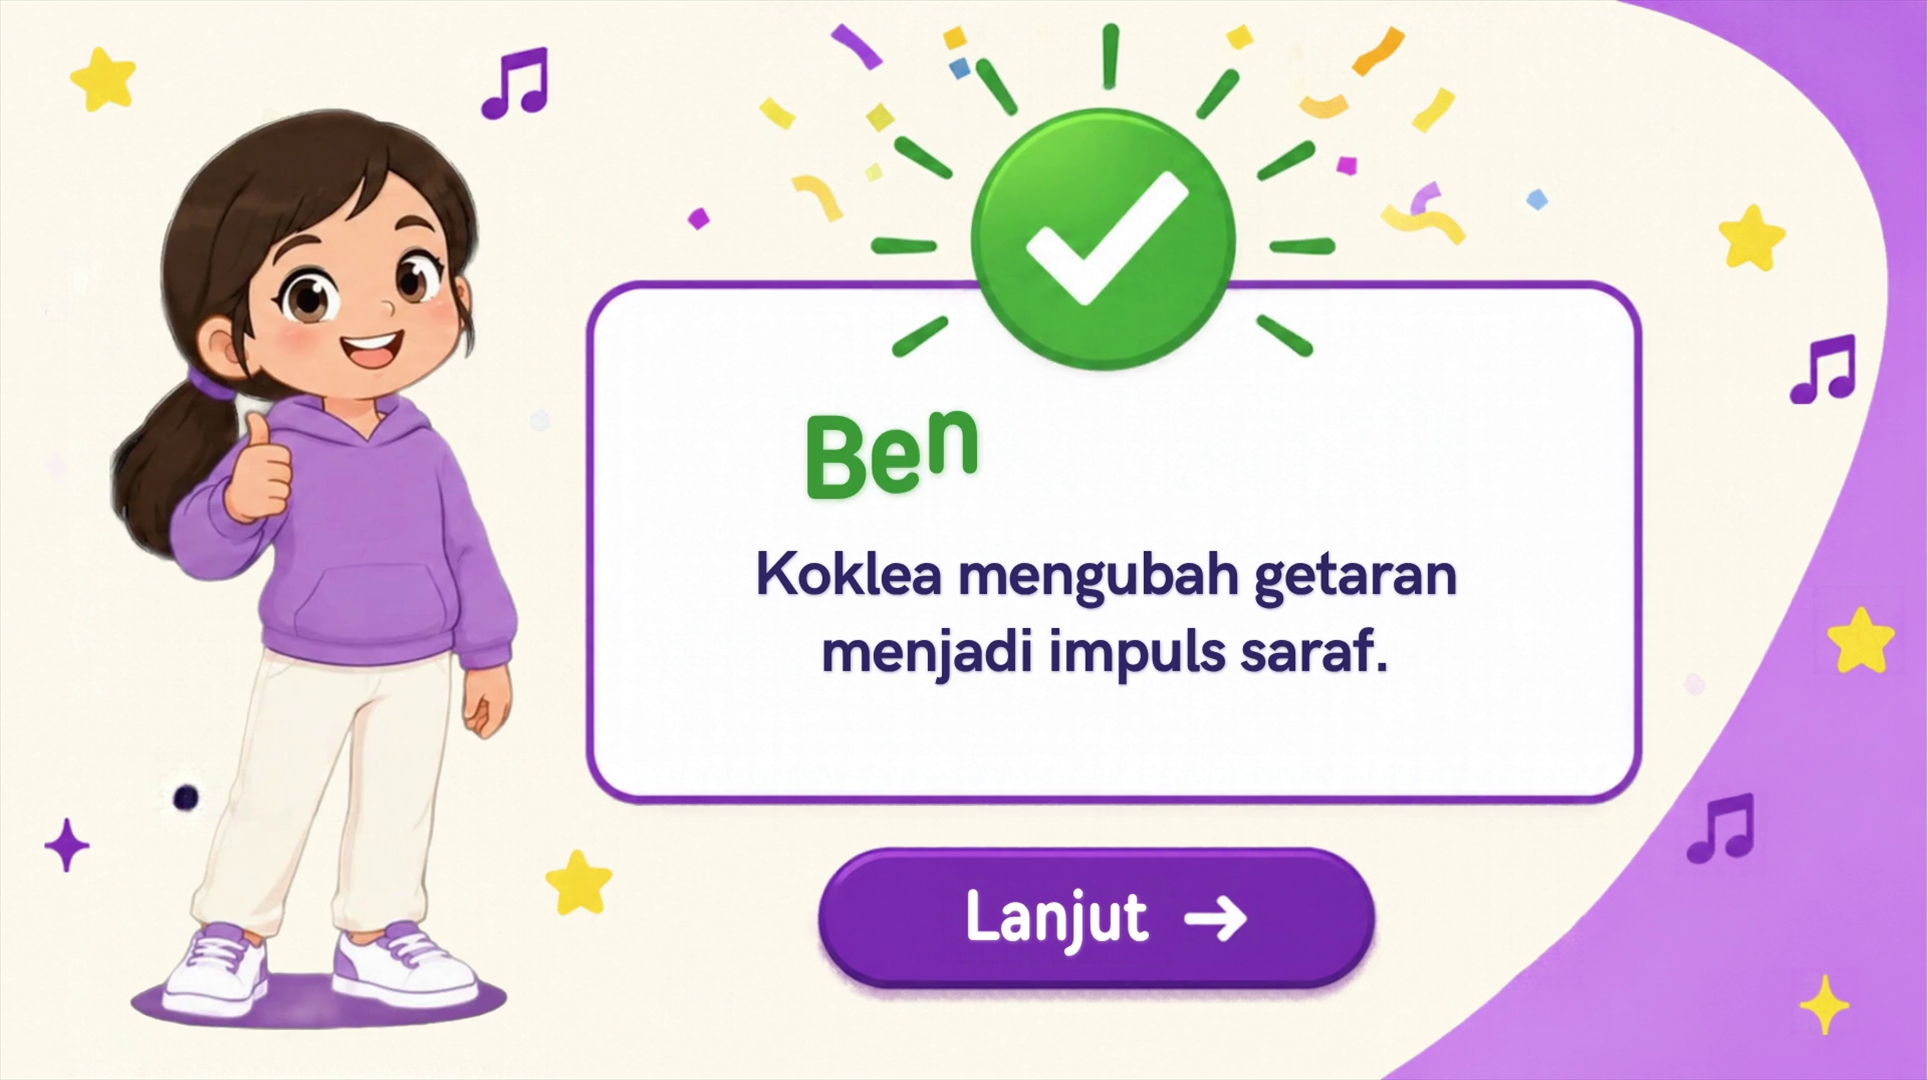 Ben
Koklea mengubah getaran
menjadi impuls saraf.
Lanjut →